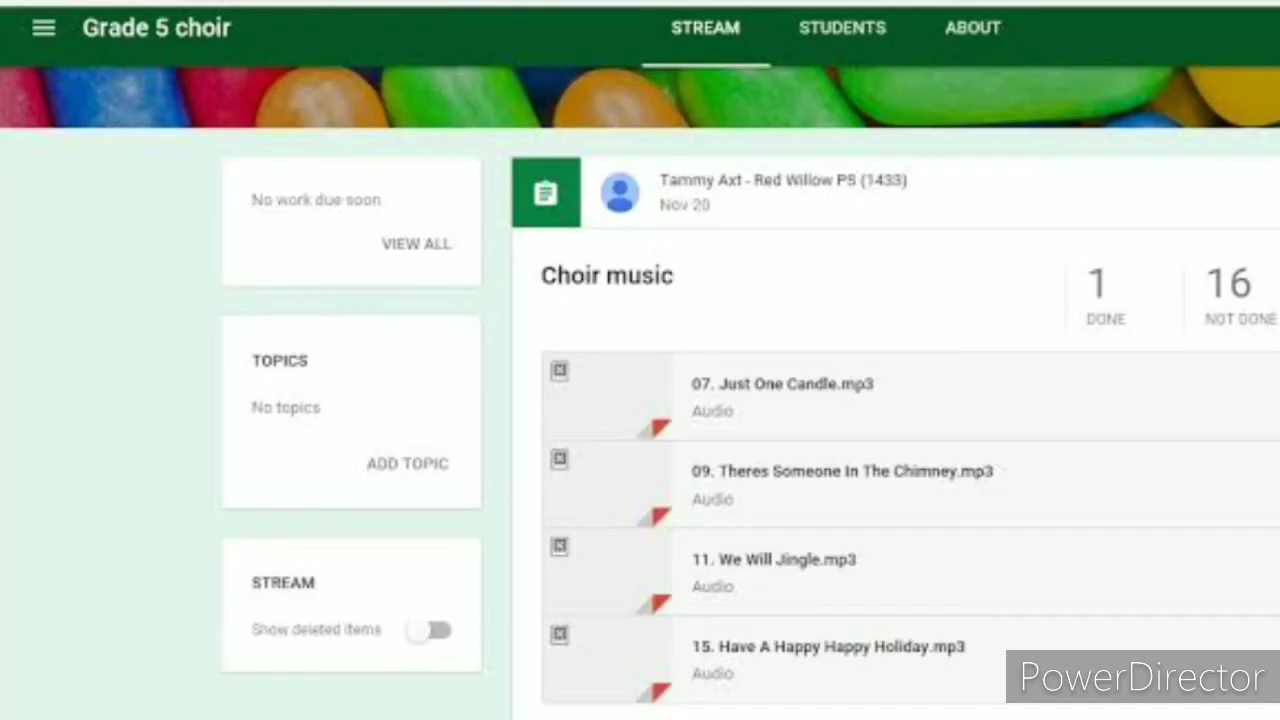 Grade 5 choir
STREAM
STUDENTS
ABOUT
No work due soon
VIEW ALL
TOPICS
No topics
ADD TOPIC
STREAM
Show deleted items
Tammy Axt - Red Willow PS (1433)
Nov 20
Choir music
1
DONE
16
NOT DONE
07. Just One Candle.mp3
Audio
09. Theres Someone In The Chimney.mp3
Audio
11. We Will Jingle.mp3
Audio
15. Have A Happy Happy Holiday.mp3
Audio
PowerDirector